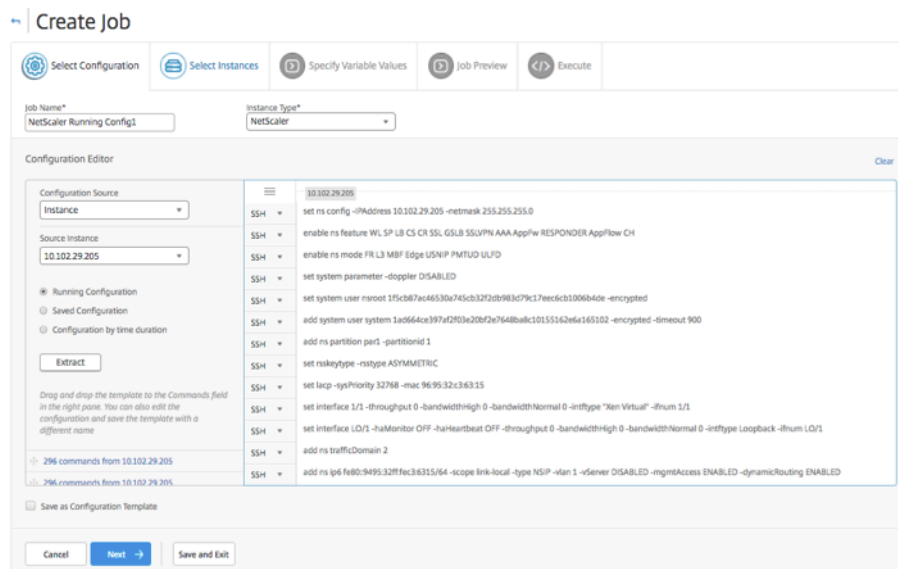 Create Job
Select Configuration
Select Instances
Specify Variable Values
Job Preview
Execute
Job Name*
Instance Type*
NetScaler Running Config1
NetScaler
Configuration Editor
Clear
Configuration Source
Instance
Source Instance
10.102.29.205
Running Configuration
Saved Configuration
Configuration by time duration
Extract
Drag and drop the template to the Commands field
in the right pane. You can also edit the
configuration and save the template with a
different name
296 commands from 10.102.29.205
296 commands from 10.102.29.205
10.102.29.205
SSH set ns config -IPAddress 10.102.29.205 -netmask 255.255.255.0
SSH enable ns feature WL SP LB CS CR SSL GSLB SSLVPN AAA AppFw RESPONDER AppFlow CH
SSH enable ns mode FR L3 MBF Edge USNIP PMTUD ULFD
SSH set system parameter -doppler DISABLED
SSH set system user nsroot 1f5cb87ac46530a745cb32f2db983d79c17eec6cb1006b4de -encrypted
SSH add system user system 1ad664ce397af2f03e20bf2e7648ba8c10155162e6a165102 -encrypted -timeout 900
SSH add ns partition par1 -partitionid 1
SSH set rsskeytype -rsstype ASYMMETRIC
SSH set lacp -sysPriority 32768 -mac 96:95:32:c3:63:15
SSH set interface 1/1 -throughput 0 -bandwidthHigh 0 -bandwidthNormal 0 -intftype "Xen Virtual" -ifnum 1/1
SSH set interface LO/1 -haMonitor OFF -haHeartbeat OFF -throughput 0 -bandwidthHigh 0 -bandwidthNormal 0 -intftype Loopback -ifnum LO/1
SSH add ns trafficDomain 2
SSH add ns ip6 fe80::9495:32ff:fec3:6315/64 -scope link-local -type NSIP -vlan 1 -vServer DISABLED -mgmtAccess ENABLED -dynamicRouting ENABLED
Save as Configuration Template
Cancel
Next
Save and Exit